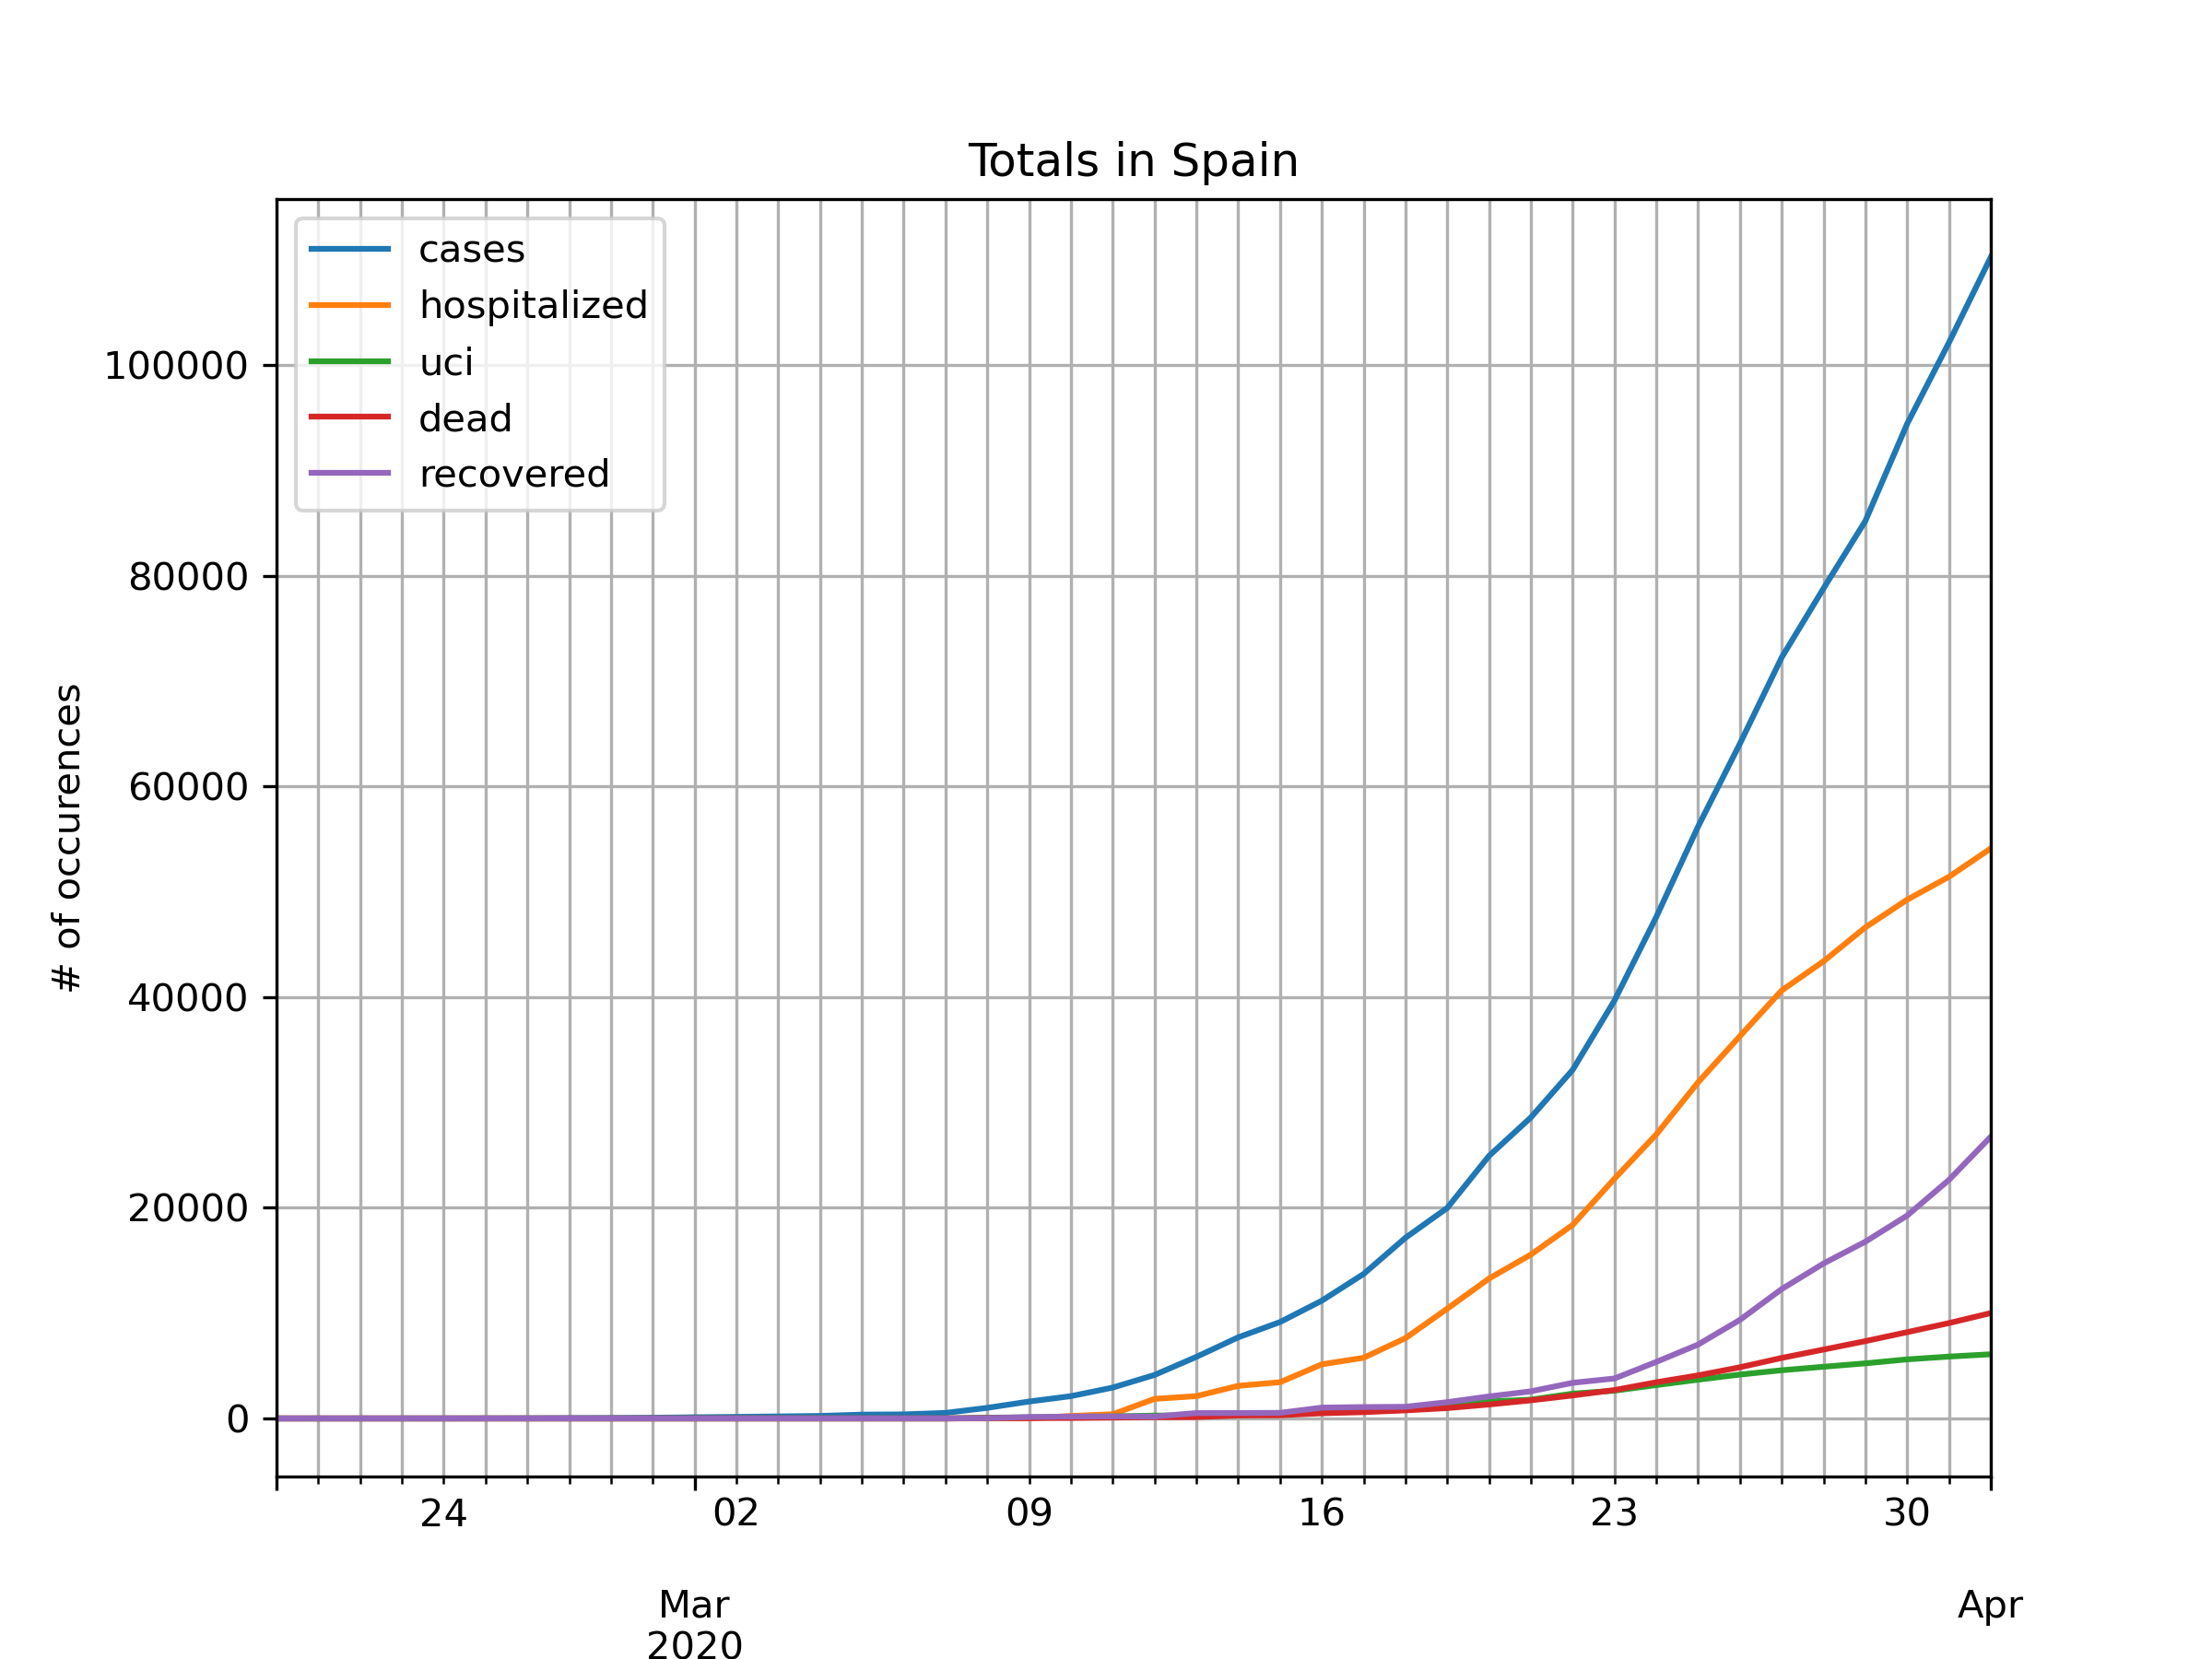 Totals in Spain
cases
hospitalized
uci
dead
recovered
# of occurences
100000
80000
60000
40000
20000
0
24 02 09 16 23 30
Mar Apr
2020